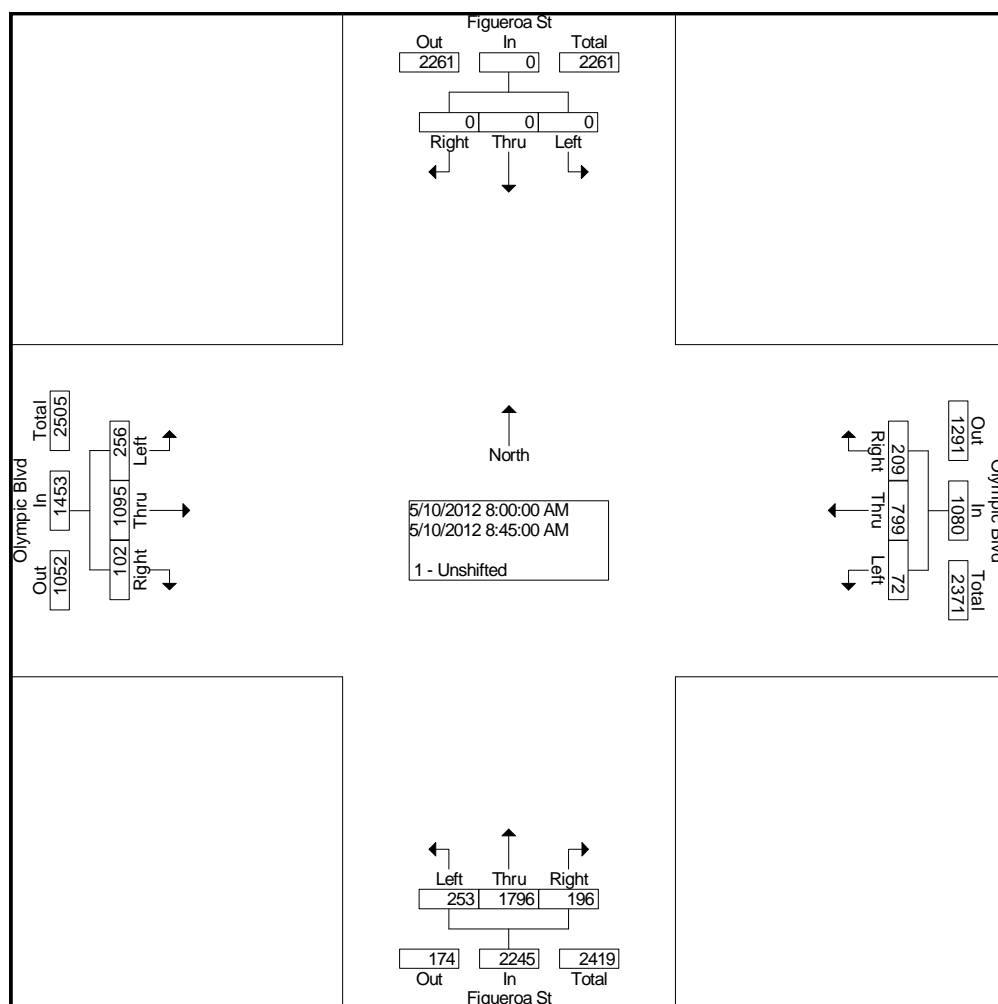 Figueroa St
Out In Total
2261 0 2261
0 0 0
Right Thru Left
Olympic Blvd
Total In Out
2505 1453 1052
256 1095 102
Left Thru Right
North
5/10/2012 8:00:00 AM
5/10/2012 8:45:00 AM
1 - Unshifted
Right Thru Left
209 799 72
1291 1080 2371
Out In Total
Olympic Blvd
Left Thru Right
253 1796 196
174 2245 2419
Out In Total
Figueroa St